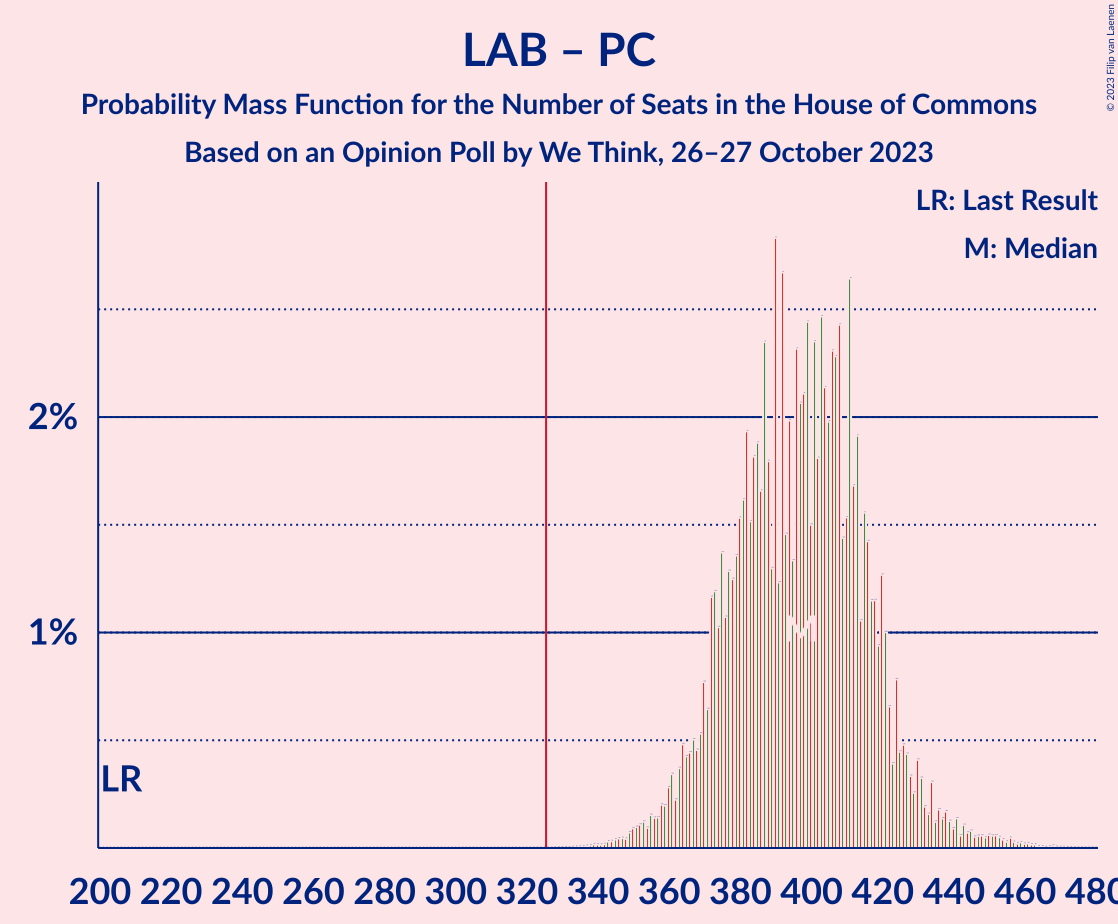 LAB – PC
Probability Mass Function for the Number of Seats in the House of Commons
Based on an Opinion Poll by We Think, 26–27 October 2023
© 2023 Filip van Laenen
LR: Last Result
M: Median
2%
1%
LR
M
200 220 240 260 280 300 320 340 360 380 400 420 440 460 480